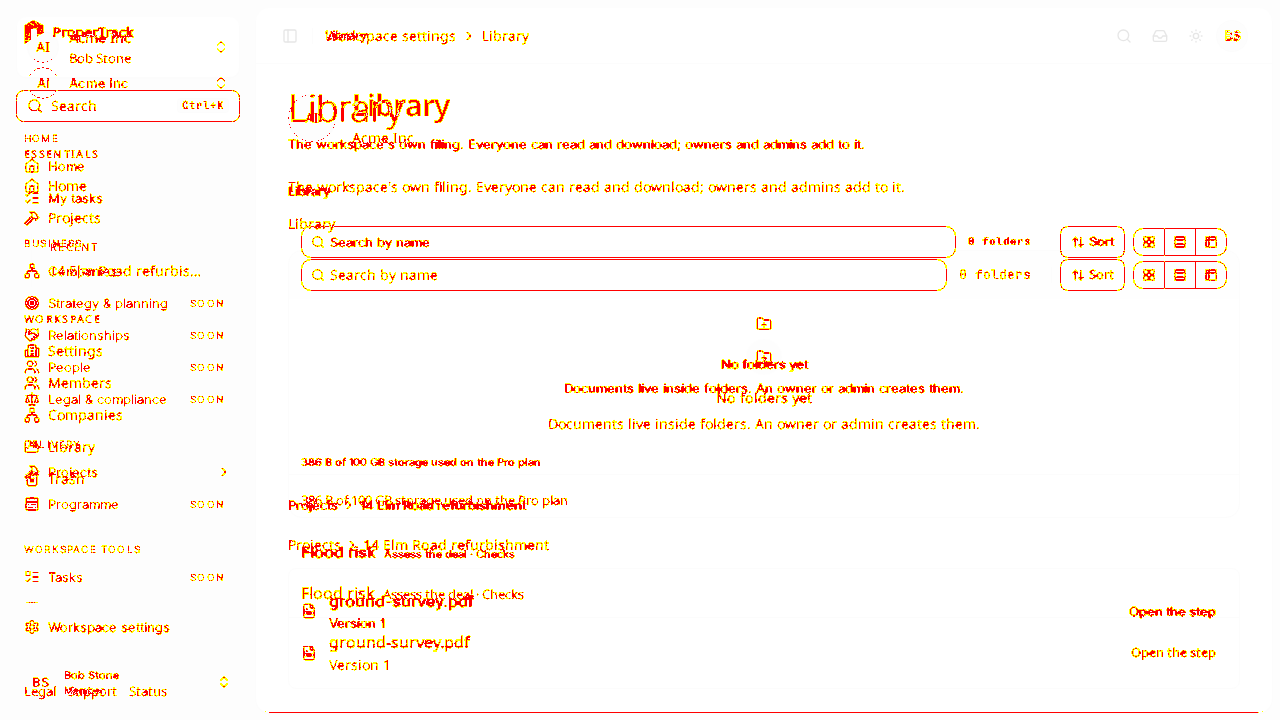 ProperTrack
Acme Inc
AI
Bob Stone
AI Acme Inc
Search Ctrl+K
HOME
ESSENTIALS
Home
Home
My tasks
Projects
BUSINESS
RECENT
14 Elm Road refurbis...
Companies
Strategy & planning SOON
WORKSPACE
Relationships SOON
Settings
People SOON
Members
Legal & compliance SOON
Companies
Library
Projects
Trash
Programme SOON
WORKSPACE TOOLS
Tasks SOON
Workspace settings
BS Bob Stone
Legal Support Status
Library
Workspace settings > Library
BS
Library
Library
AI
Acme Inc
The workspace's own filing. Everyone can read and download; owners and admins add to it.
The workspace's own filing. Everyone can read and download; owners and admins add to it.
Library
Library
Search by name 0 folders Sort
Search by name 0 folders Sort
No folders yet
Documents live inside folders. An owner or admin creates them.
No folders yet
Documents live inside folders. An owner or admin creates them.
386 B of 100 GB storage used on the Pro plan
386 B of 100 GB storage used on the Pro plan
Projects > 14 Elm Road refurbishment
Projects > 14 Elm Road refurbishment
Flood risk Assess the deal · Checks
Flood risk Assess the deal · Checks
ground-survey.pdf
Version 1
Open the step
ground-survey.pdf
Version 1
Open the step